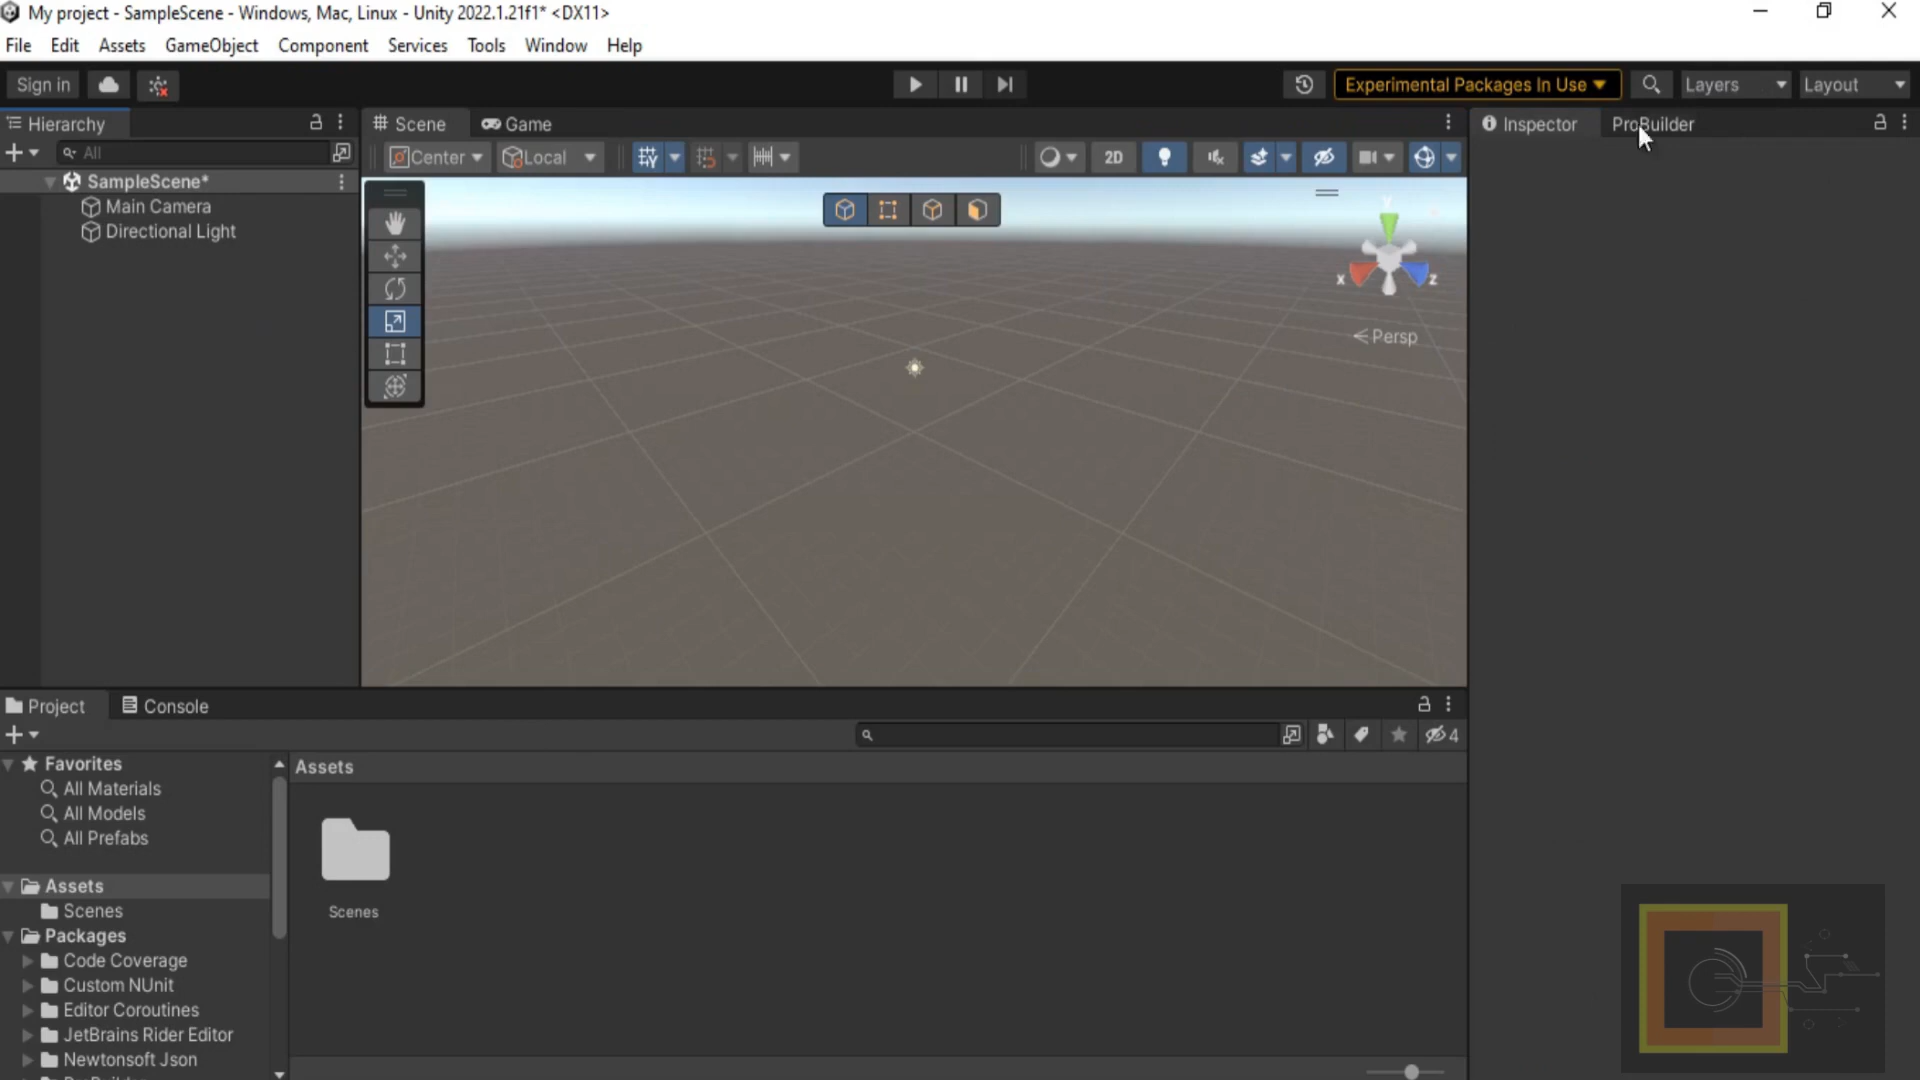 My project - SampleScene - Windows, Mac, Linux - Unity 2022.1.21f1* <DX11>
File Edit Assets GameObject Component Services Tools Window Help
Sign in Experimental Packages In Use Layers Layout
Hierarchy
All
SampleScene*
Main Camera
Directional Light
Scene Game
Center Local 2D
y
x z
Persp
Inspector ProBuilder
Project Console
4
Favorites
All Materials
All Models
All Prefabs
Assets
Scenes
Packages
Code Coverage
Custom NUnit
Editor Coroutines
JetBrains Rider Editor
Newtonsoft Json
Assets
Scenes